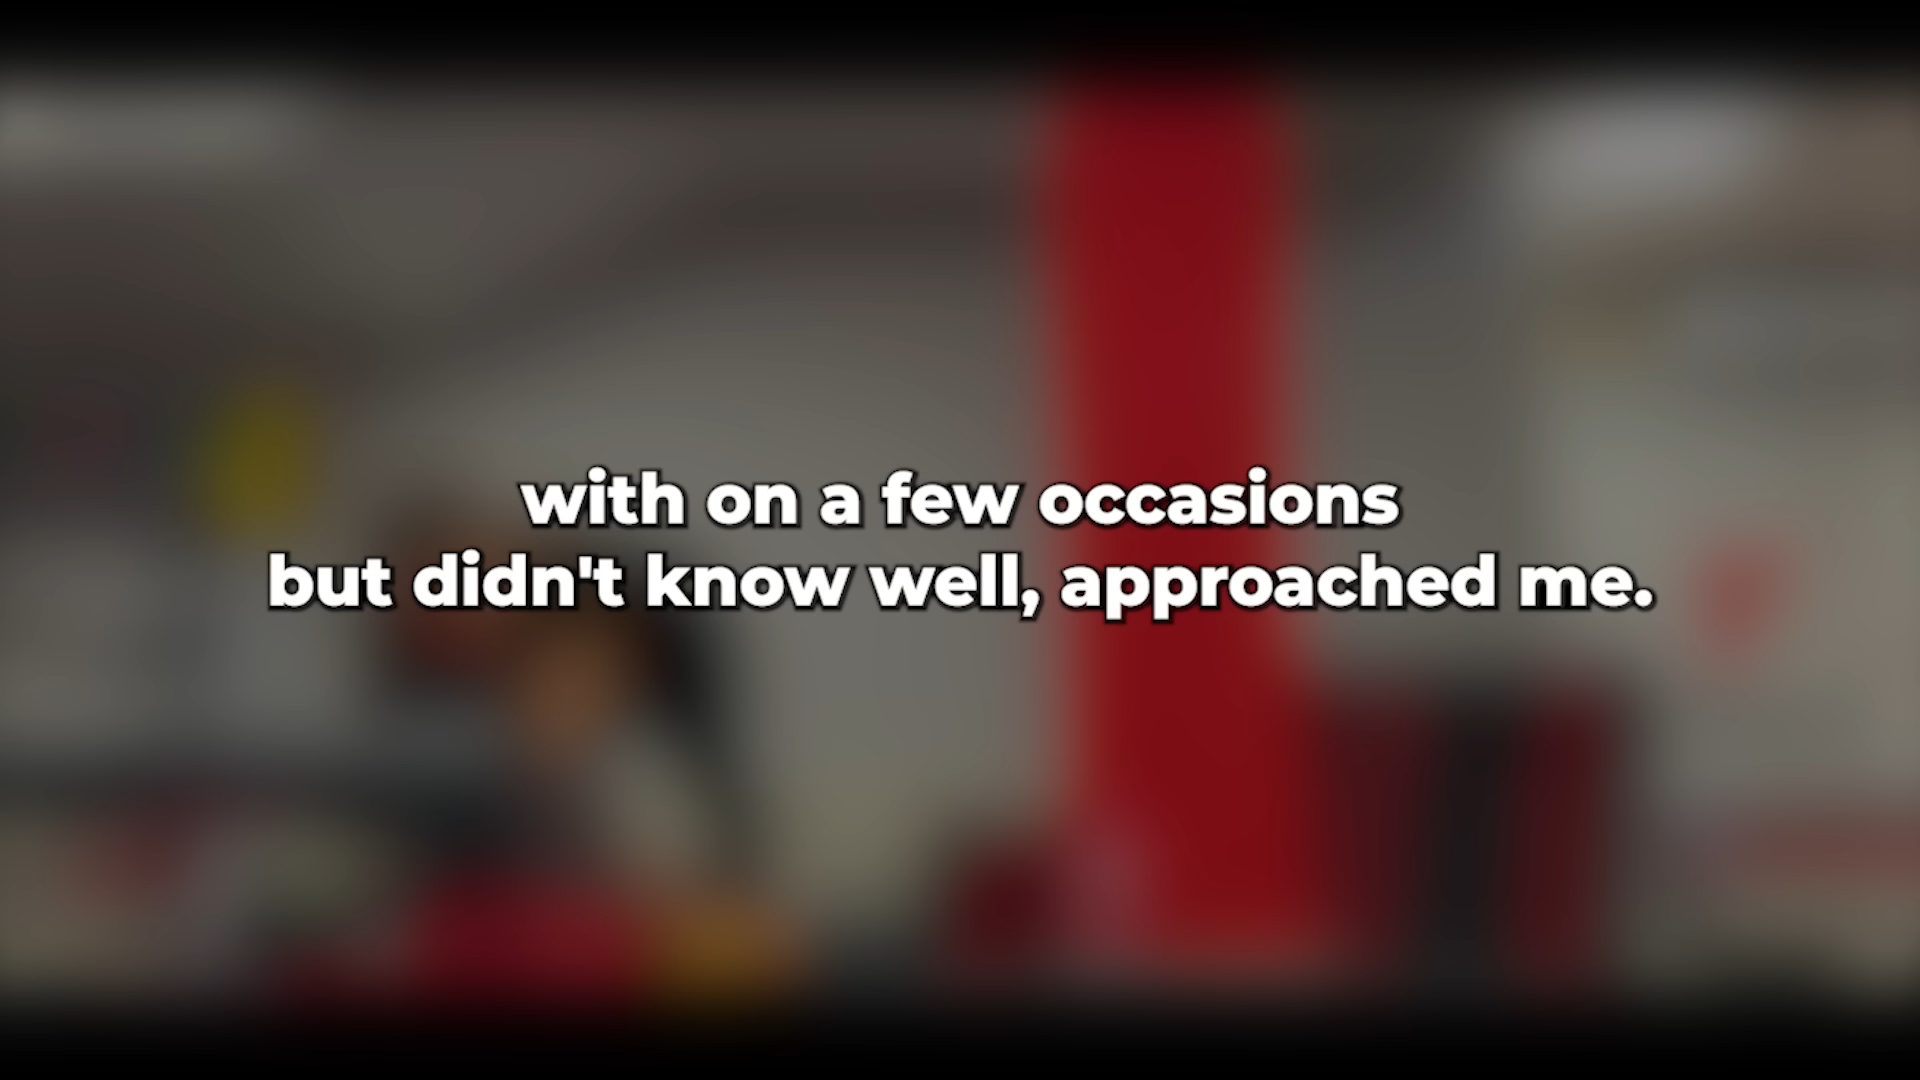 with on a few occasions
but didn't know well, approached me.